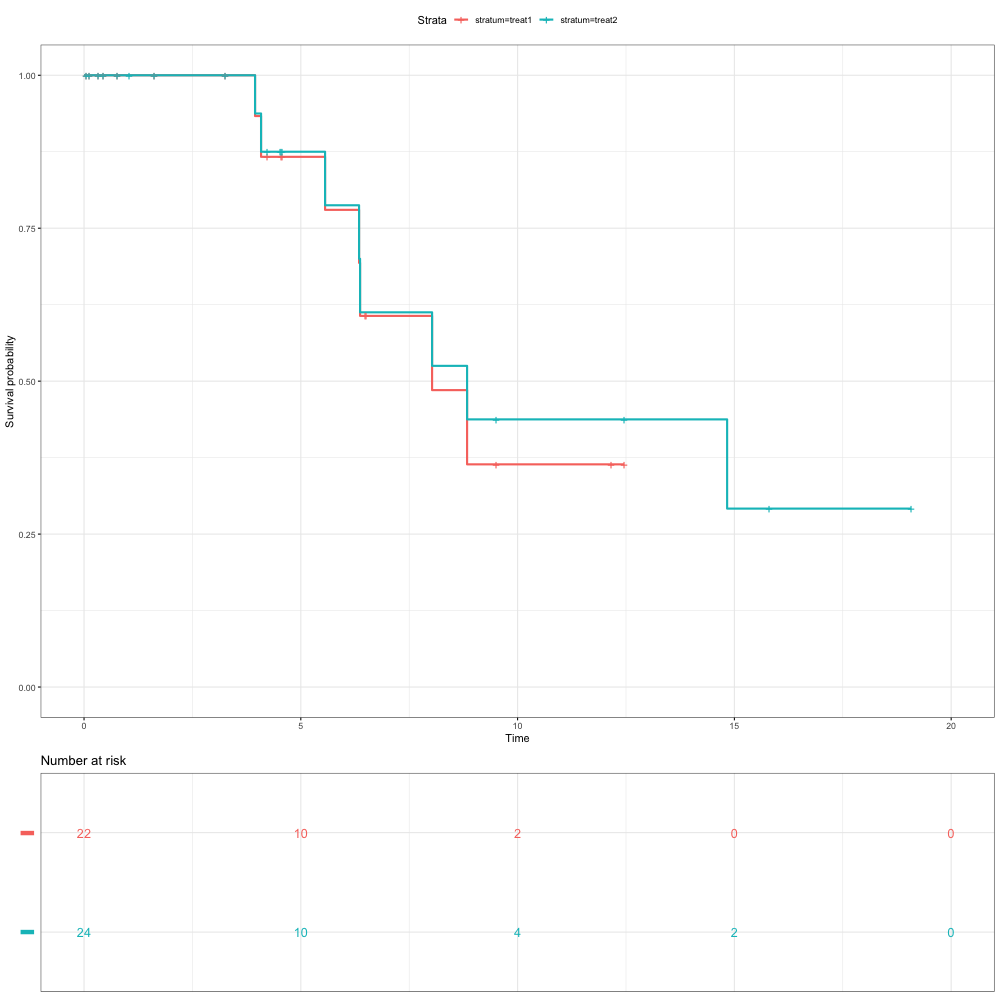 Strata stratum=treat1 stratum=treat2
1.00
0.75
0.50
0.25
0.00
Survival probability
0 5 10 15 20
Time
Number at risk
22 10 2 0 0
24 10 4 2 0